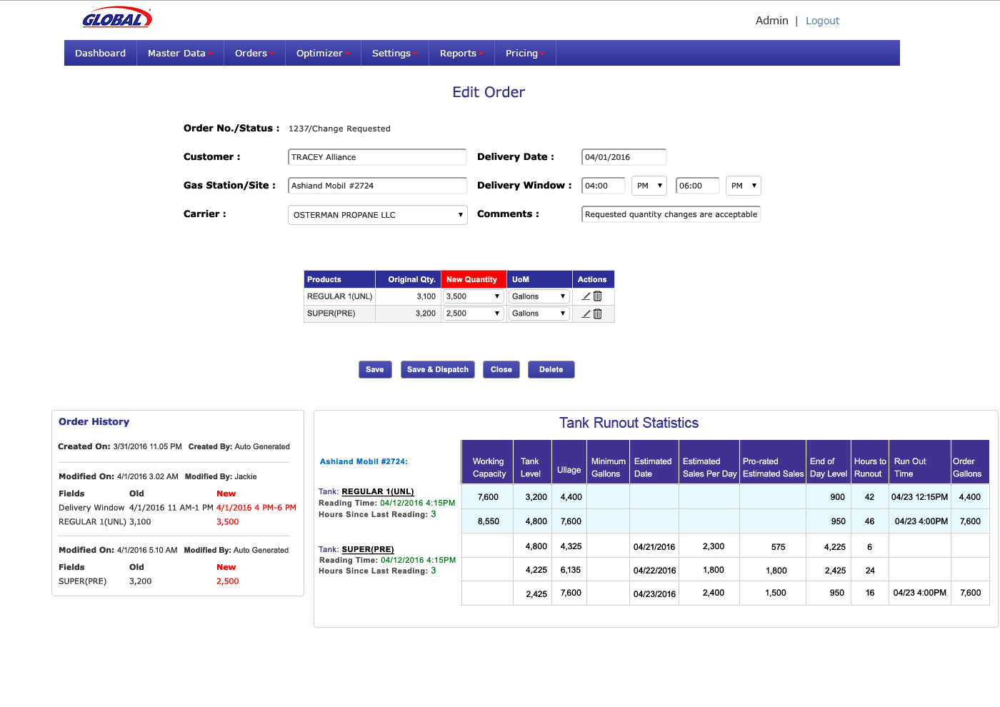 GLOBAL
Admin | Logout
Dashboard Master Data Orders Optimizer Settings Reports Pricing
Edit Order
Order No./Status : 1237/Change Requested
Customer : TRACEY Alliance Delivery Date : 04/01/2016
Gas Station/Site : Ashiand Mobil #2724 Delivery Window : 04:00 PM 06:00 PM
Carrier : OSTERMAN PROPANE LLC Comments : Requested quantity changes are acceptable
Products Original Qty. New Quantity UoM Actions
REGULAR 1(UNL) 3,100 3,500 Gallons
SUPER(PRE) 3,200 2,500 Gallons
Save Save & Dispatch Close Delete
Order History
Created On: 3/31/2016 11.05 PM Created By: Auto Generated
Modified On: 4/1/2016 3.02 AM Modified By: Jackie
Fields Old New
Delivery Window 4/1/2016 11 AM-1 PM 4/1/2016 4 PM-6 PM
REGULAR 1(UNL) 3,100 3,500
Modified On: 4/1/2016 5.10 AM Modified By: Auto Generated
Fields Old New
SUPER(PRE) 3,200 2,500
Tank Runout Statistics
Ashiand Mobil #2724:
Tank: REGULAR 1(UNL)
Reading Time: 04/12/2016 4:15PM
Hours Since Last Reading: 3
Tank: SUPER(PRE)
Reading Time: 04/12/2016 4:15PM
Hours Since Last Reading: 3
Working Tank Minimum Estimated Estimated Pro-rated End of Hours to Run Out Order
Capacity Level Ullage Gallons Date Sales Per Day Estimated Sales Day Level Runout Time Gallons
7,600 3,200 4,400 900 42 04/23 12:15PM 4,400
8,550 4,800 7,600 950 46 04/23 4:00PM 7,600
4,800 4,325 04/21/2016 2,300 575 4,225 6
4,225 6,135 04/22/2016 1,800 1,800 2,425 24
2,425 7,600 04/23/2016 2,400 1,500 950 16 04/23 4:00PM 7,600